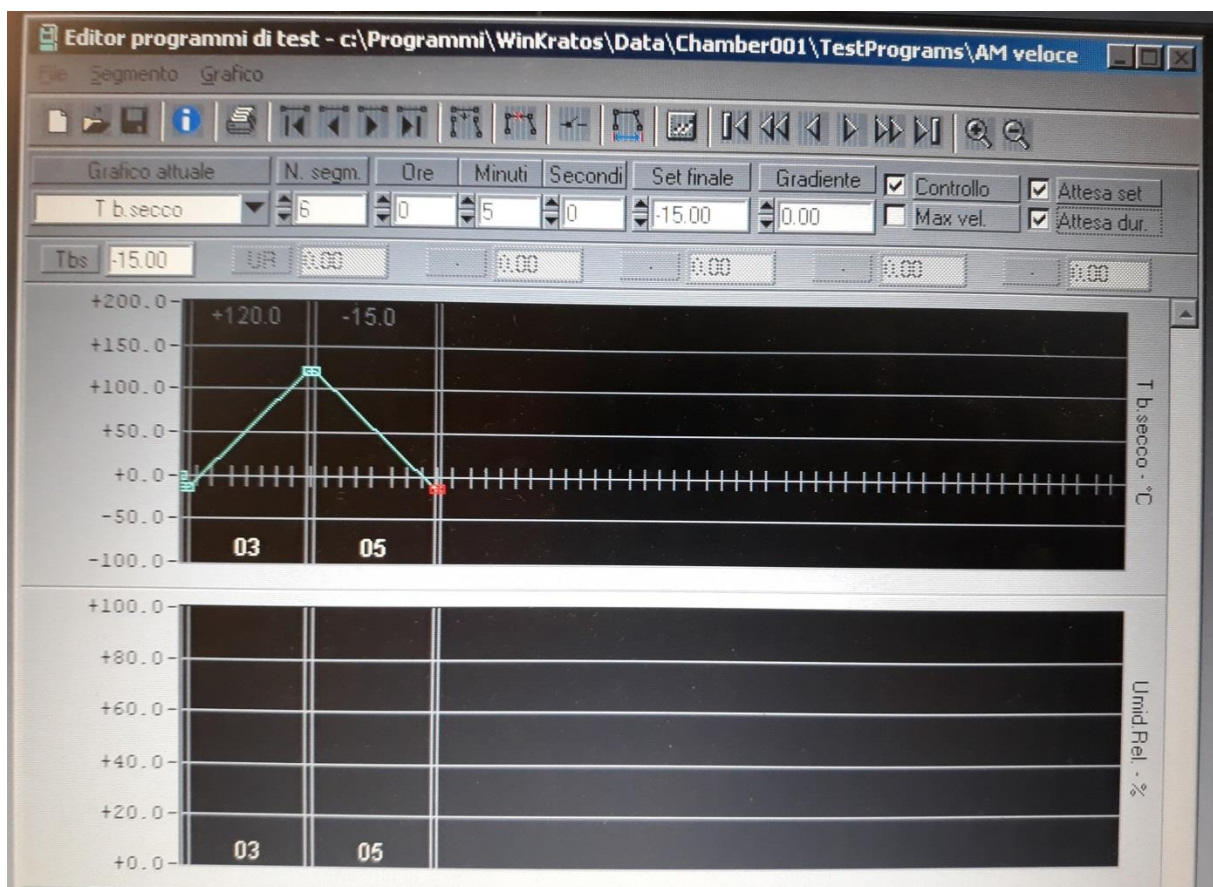 Editor programmi di test - c:\Programmi\WinKratos\Data\Chamber001\TestPrograms\AM veloce
File Segmento Grafico
Grafico attuale N. segm. Ore Minuti Secondi Set finale Gradiente Controllo Attesa set
T b.secco 6 0 5 0 -15.00 0.00 Max vel. Attesa dur.
Tbs -15.00 UR 0.00 - 0.00 - 0.00 - 0.00 - 0.00
+200.0
+120.0 -15.0
+150.0
+100.0
+50.0
+0.0
-50.0
03 05
-100.0
T b.secco - °C
+100.0
+80.0
+60.0
+40.0
+20.0
03 05
+0.0
Umid.Rel. - %